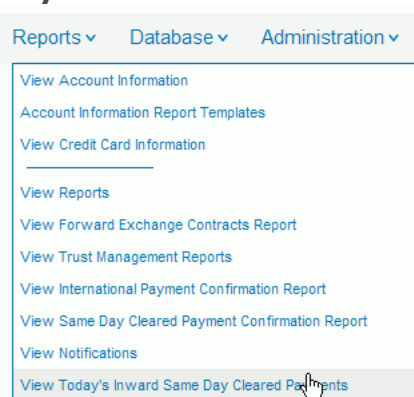 Reports Database Administration
View Account Information
Account Information Report Templates
View Credit Card Information
View Reports
View Forward Exchange Contracts Report
View Trust Management Reports
View International Payment Confirmation Report
View Same Day Cleared Payment Confirmation Report
View Notifications
View Today's Inward Same Day Cleared Payments